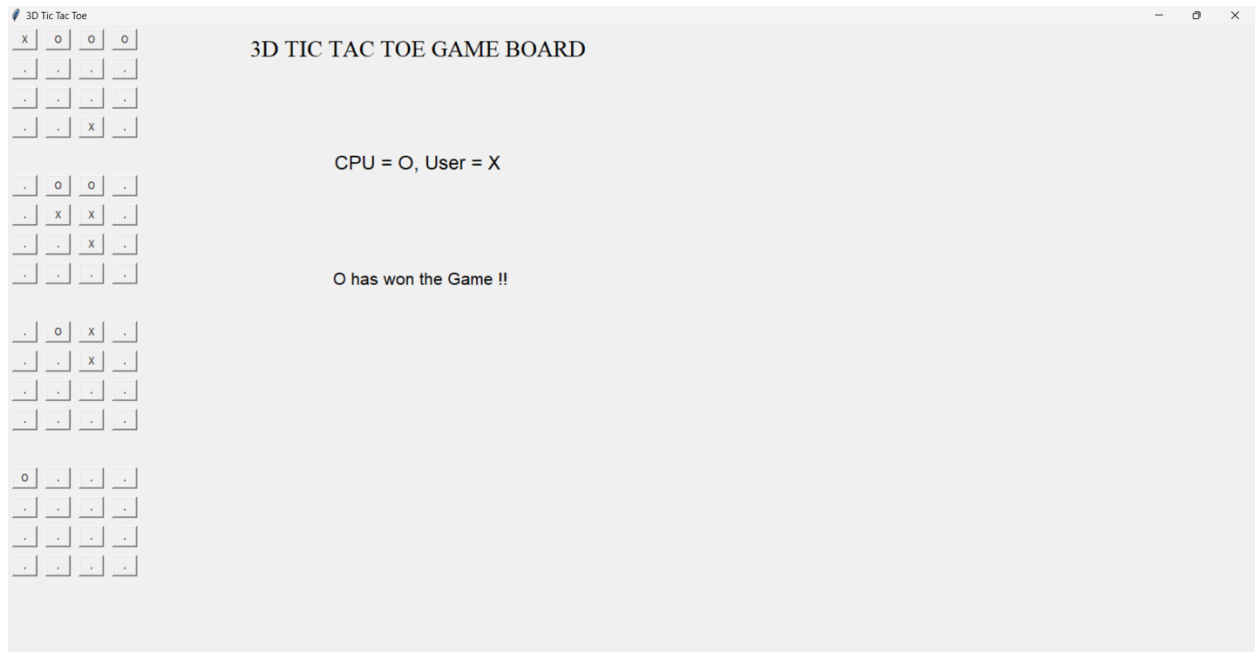 3D Tic Tac Toe
3D TIC TAC TOE GAME BOARD
X O O O
. . . .
. . . .
. . X .
CPU = O, User = X
. O O .
. X X .
. . X .
. . . .
O has won the Game !!
. O X .
. . X .
. . . .
. . . .
O . . .
. . . .
. . . .
. . . .